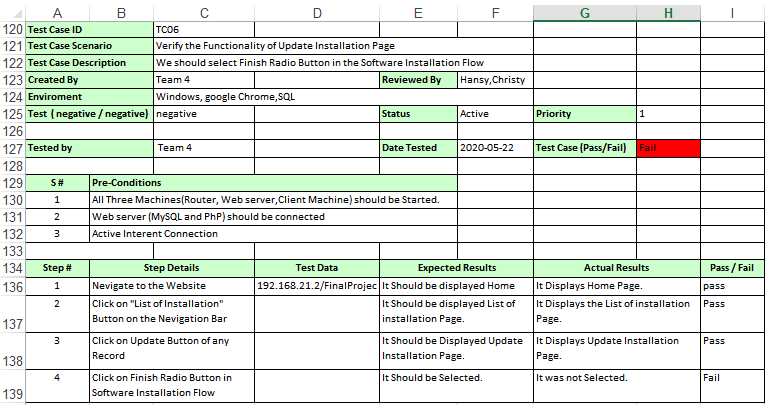 A B C D E F G H I
120 Test Case ID TC06
121 Test Case Scenario Verify the Functionality of Update Installation Page
122 Test Case Description We should select Finish Radio Button in the Software Installation Flow
123 Created By Team 4 Reviewed By Hansy,Christy
124 Enviroment Windows, google Chrome,SQL
125 Test ( negative / negative) negative Status Active Priority 1
126
127 Tested by Team 4 Date Tested 2020-05-22 Test Case (Pass/Fail) Fail
128
129 S # Pre-Conditions
130 1 All Three Machines(Router, Web server,Client Machine) should be Started.
131 2 Web server (MySQL and PhP) should be connected
132 3 Active Interent Connection
133
134 Step # Step Details Test Data Expected Results Actual Results Pass / Fail
136 1 Nevigate to the Website 192.168.21.2/FinalProjec It Should be displayed Home It Displays Home Page. pass
2 Click on "List of Installation" It Should be displayed List of It Displays the List of installation Pass
137 Button on the Nevigation Bar installation Page. Page.
3 Click on Update Button of any It Should be Displayed Update It Displays Update Installation Pass
138 Record Installation Page. Page.
4 Click on Finish Radio Button in It Should be Selected. It was not Selected. Fail
139 Software Installation Flow